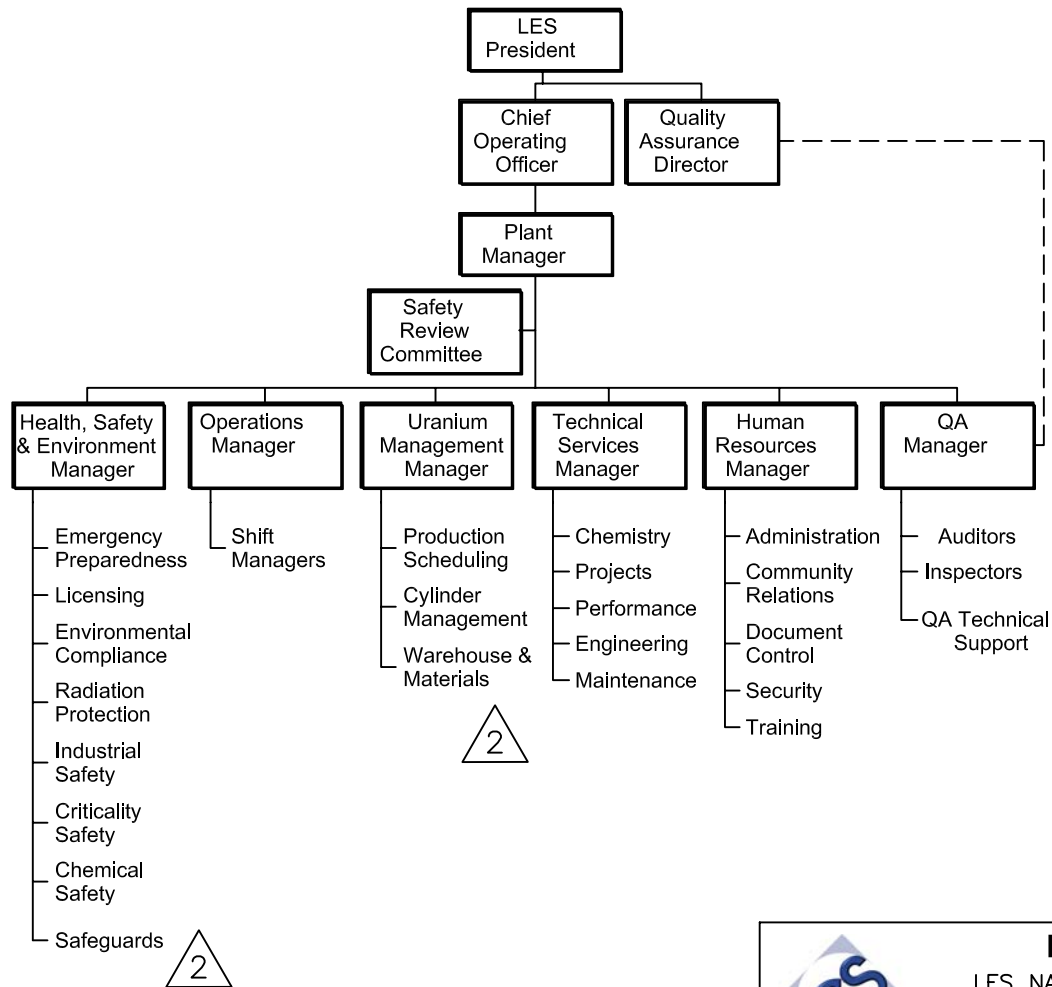 LES
President
Chief
Operating
Officer
Quality
Assurance
Director
Plant
Manager
Safety
Review
Committee
Health, Safety
& Environment
Manager
Operations
Manager
Uranium
Management
Manager
Technical
Services
Manager
Human
Resources
Manager
QA
Manager
Emergency
Preparedness
Licensing
Environmental
Compliance
Radiation
Protection
Industrial
Safety
Criticality
Safety
Chemical
Safety
Safeguards
2
Shift
Managers
Production
Scheduling
Cylinder
Management
Warehouse &
Materials
2
Chemistry
Projects
Performance
Engineering
Maintenance
Administration
Community
Relations
Document
Control
Security
Training
Auditors
Inspectors
QA Technical
Support